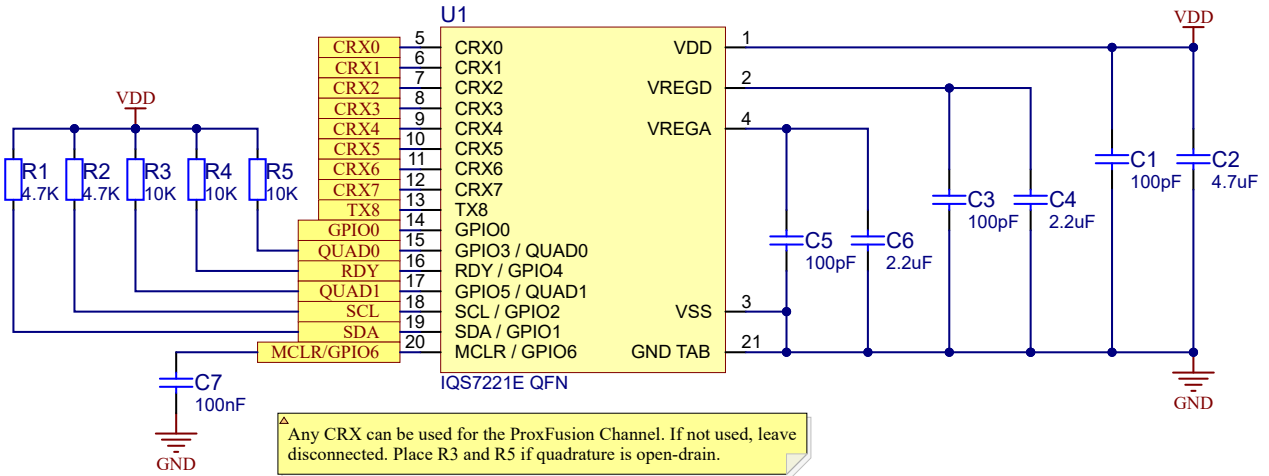 U1
VDD
CRX0 5 CRX0 VDD 1
CRX1 6 CRX1
CRX2 7 CRX2 VREGD 2
CRX3 8 CRX3
VDD
CRX4 9 CRX4 VREGA 4
CRX5 10 CRX5
CRX6 11 CRX6
CRX7 12 CRX7
TX8 13 TX8
GPIO0 14 GPIO0
QUAD0 15 GPIO3 / QUAD0
RDY 16 RDY / GPIO4
QUAD1 17 GPIO5 / QUAD1
SCL 18 SCL / GPIO2 VSS 3
SDA 19 SDA / GPIO1
MCLR/GPIO6 20 MCLR / GPIO6 GND TAB 21
R1 R2 R3 R4 R5
4.7K 4.7K 10K 10K 10K
C1 C2
100pF 4.7uF
C3 C4
100pF 2.2uF
C5 C6
100pF 2.2uF
C7
100nF
GND
IQS7221E QFN
GND
Any CRX can be used for the ProxFusion Channel. If not used, leave
disconnected. Place R3 and R5 if quadrature is open-drain.